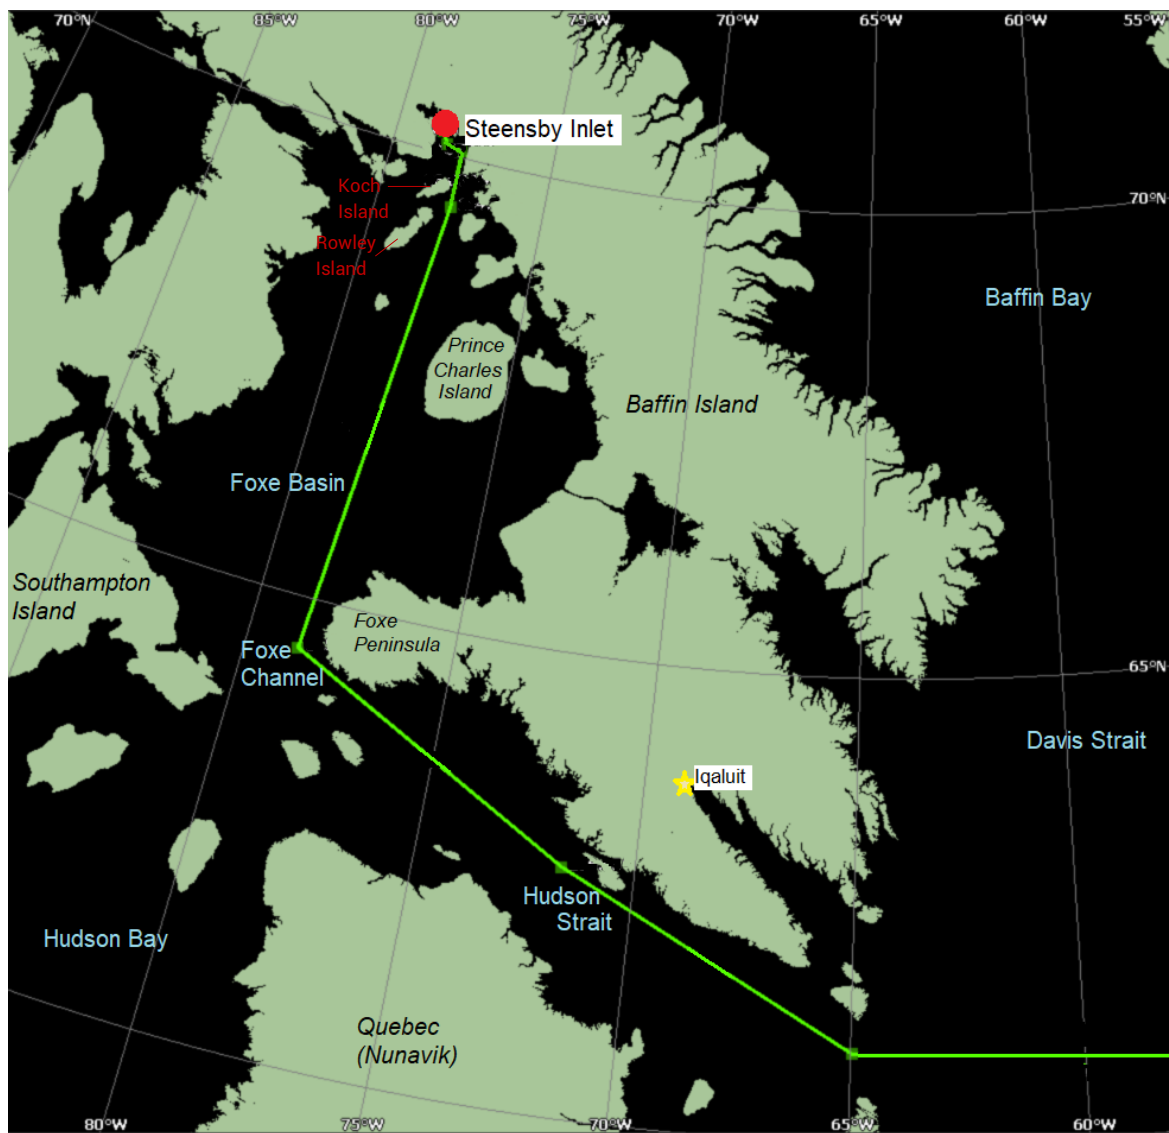 70°N 85°W 80°W 75°W 70°W 65°W 60°W 55°W
Steensby Inlet
Koch
Island
70°N
Rowley
Island
Baffin Bay
Prince
Charles
Island
Baffin Island
Foxe Basin
Southampton
Island
Foxe
Peninsula
Foxe
Channel
65°N
Davis Strait
Iqaluit
Hudson
Strait
Hudson Bay
Quebec
(Nunavik)
80°W 75°W 70°W 65°W 60°W